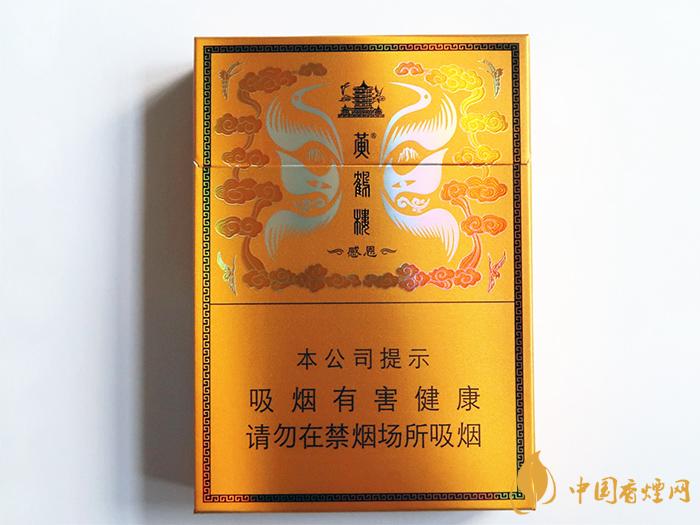 黄鹤楼®
感恩
本公司提示
吸烟有害健康
请勿在禁烟场所吸烟
中国香烟网